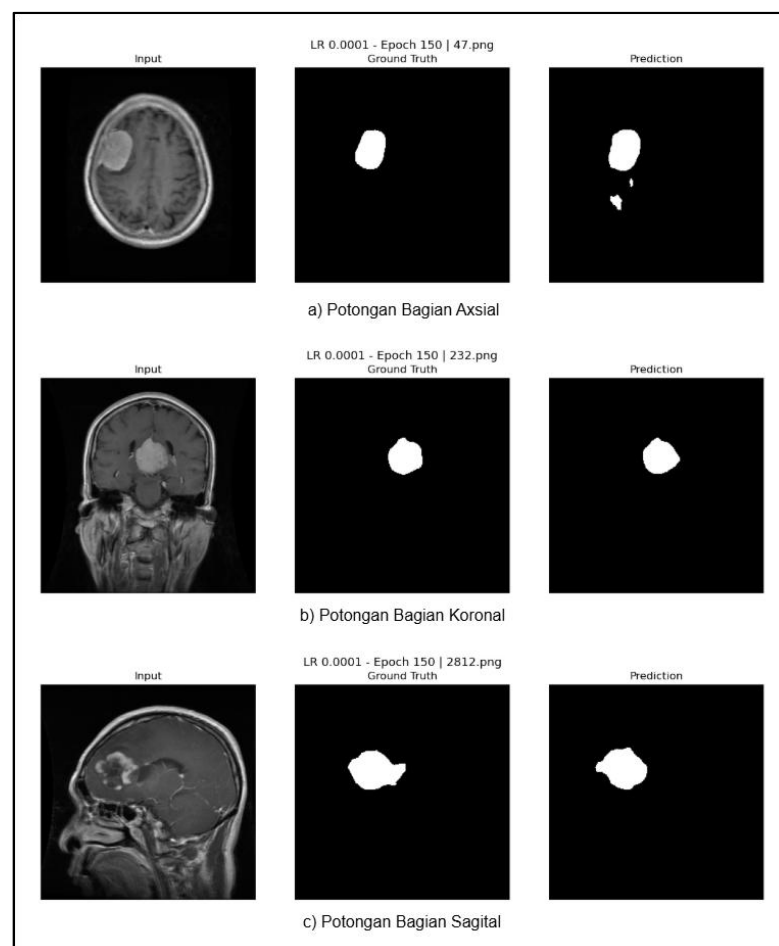 LR 0.0001 - Epoch 150 | 47.png
Input Ground Truth Prediction
a) Potongan Bagian Axsial
LR 0.0001 - Epoch 150 | 232.png
Input Ground Truth Prediction
b) Potongan Bagian Koronal
LR 0.0001 - Epoch 150 | 2812.png
Input Ground Truth Prediction
c) Potongan Bagian Sagital